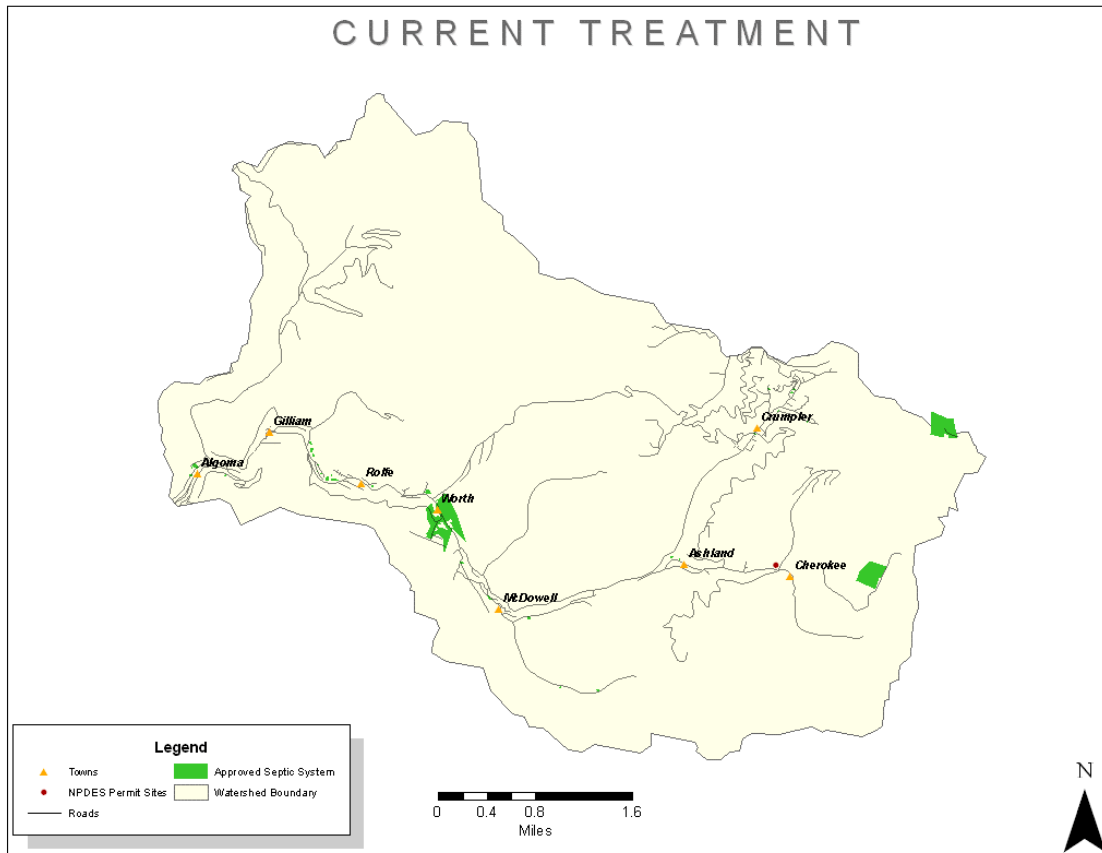 CURRENT TREATMENT
Gilliam
Crumpler
Algoma
Rolfe
Worth
Ashland
Cherokee
McDowell
Legend
Towns
Approved Septic System
NPDES Permit Sites
Watershed Boundary
Roads
0 0.4 0.8 1.6
Miles
N